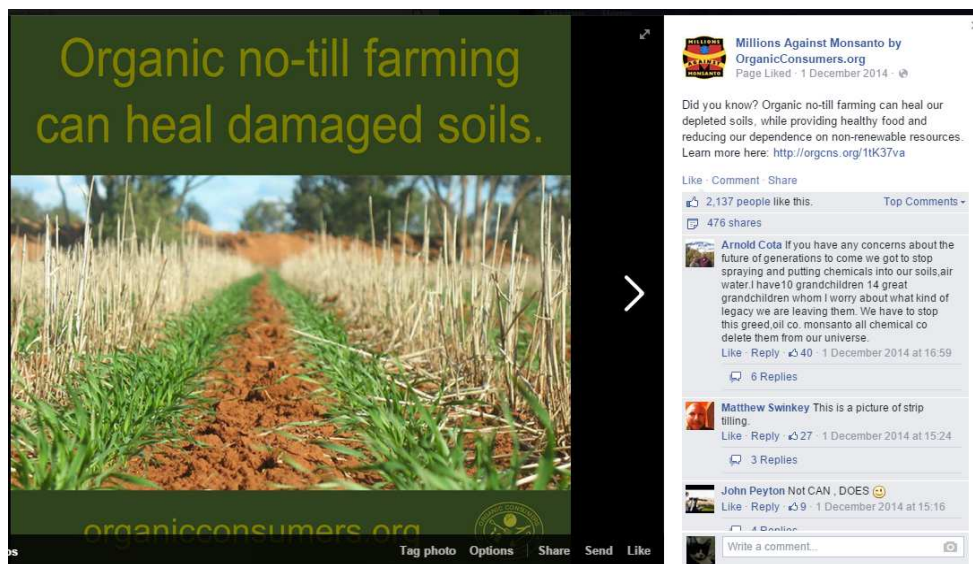 Organic no-till farming
can heal damaged soils.
organicconsumers.org
os
Tag photo Options Share Send Like
MILLIONS
AGAINST
MONSANTO
Millions Against Monsanto by
OrganicConsumers.org
Page Liked · 1 December 2014 ·
Did you know? Organic no-till farming can heal our
depleted soils, while providing healthy food and
reducing our dependence on non-renewable resources.
Learn more here: http://orgcns.org/1tK37va
Like · Comment · Share
2,137 people like this. Top Comments
476 shares
Arnold Cota If you have any concerns about the
future of generations to come we got to stop
spraying and putting chemicals into our soils,air
water.I have10 grandchildren 14 great
grandchildren whom I worry about what kind of
legacy we are leaving them. We have to stop
this greed,oil co. monsanto all chemical co
delete them from our universe.
Like · Reply · 40 · 1 December 2014 at 16:59
6 Replies
Matthew Swinkey This is a picture of strip
tilling.
Like · Reply · 27 · 1 December 2014 at 15:24
3 Replies
John Peyton Not CAN , DOES
Like · Reply · 9 · 1 December 2014 at 15:16
4 Replies
Write a comment...